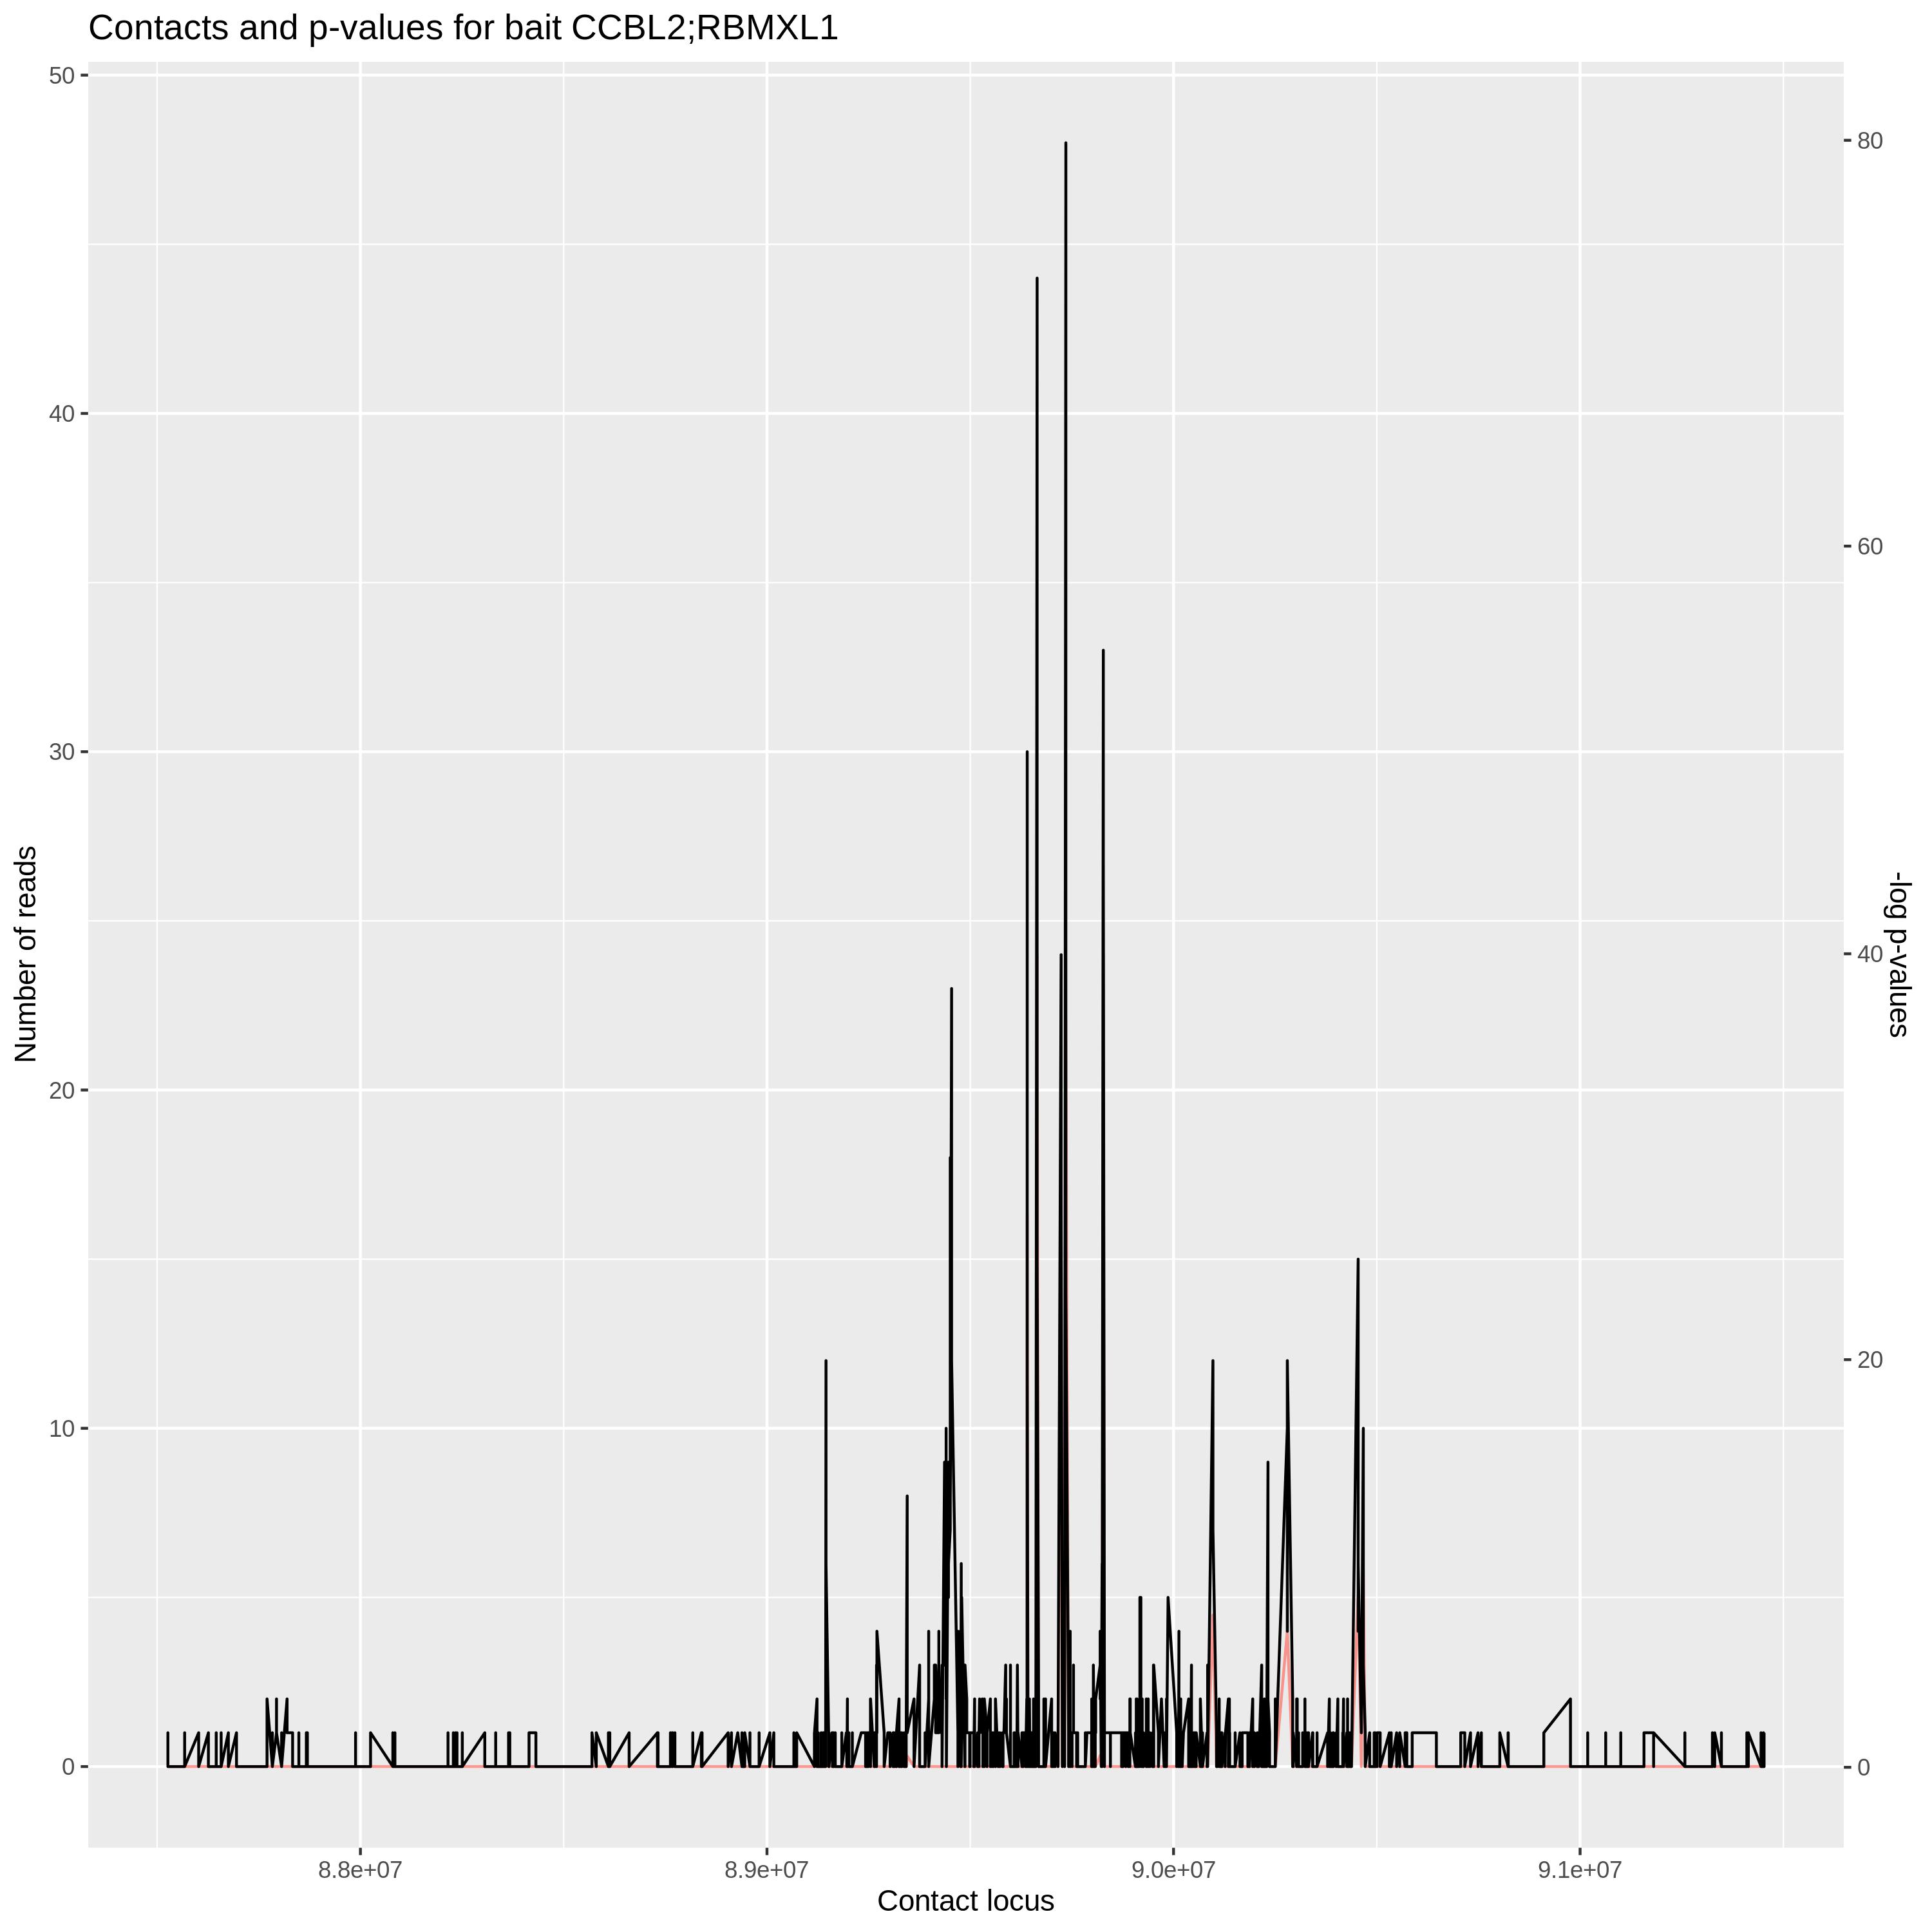 Contacts and p-values for bait CCBL2;RBMXL1
50
40
30
20
10
0
Number of reads
80
60
40
20
0
-log p-values
8.8e+07
8.9e+07
9.0e+07
9.1e+07
Contact locus